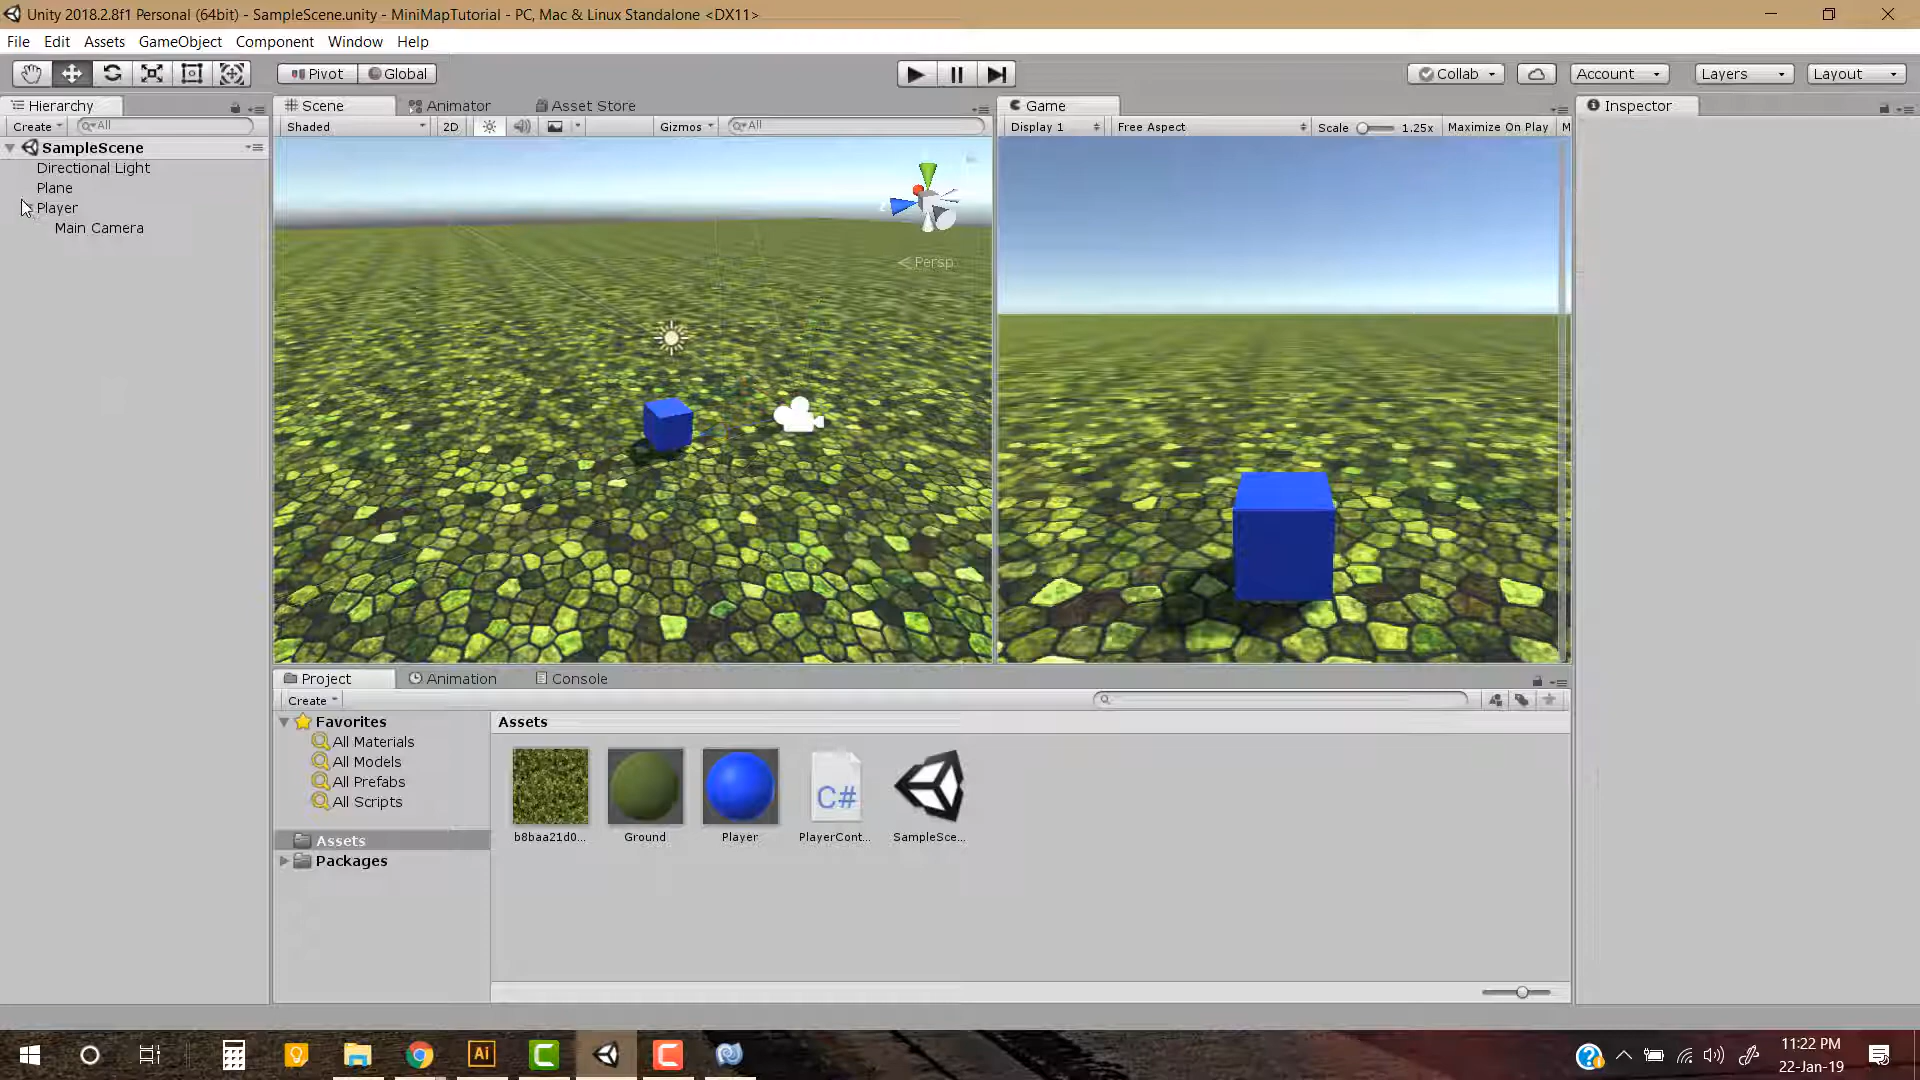 Unity 2018.2.8f1 Personal (64bit) - SampleScene.unity - MiniMapTutorial - PC, Mac & Linux Standalone <DX11>
File Edit Assets GameObject Component Window Help
Pivot Global Collab Account Layers Layout
Hierarchy Scene Animator Asset Store Game Inspector
Create All Shaded 2D Gizmos All Display 1 Free Aspect Scale 1.25x Maximize On Play M
SampleScene
Directional Light
Plane
Player
Main Camera
Persp
Project Animation Console
Create
Favorites Assets
All Materials
All Models
All Prefabs
All Scripts
b8baa21d0... Ground Player PlayerCont... SampleSce...
C#
Assets
Packages
Ai
11:22 PM
22-Jan-19